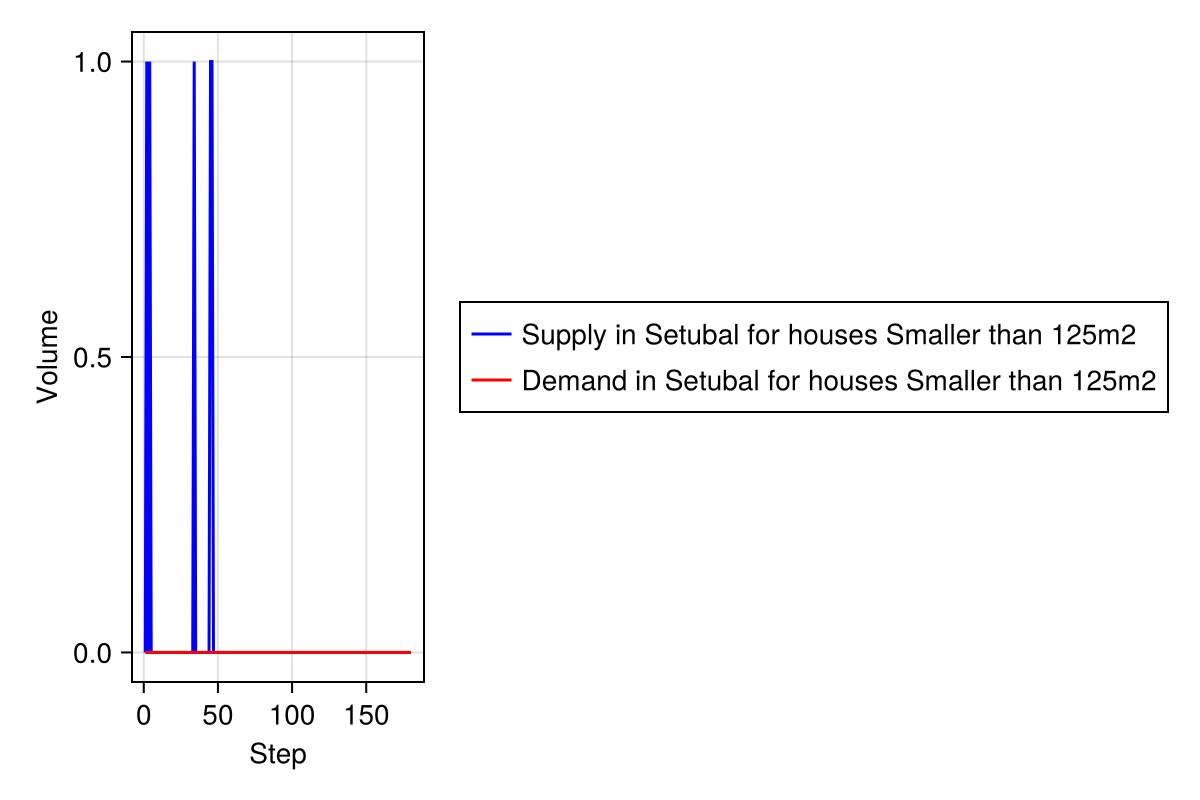 1.0
0.5
0.0
Volume
0 50 100 150
Step
Supply in Setubal for houses Smaller than 125m2
Demand in Setubal for houses Smaller than 125m2